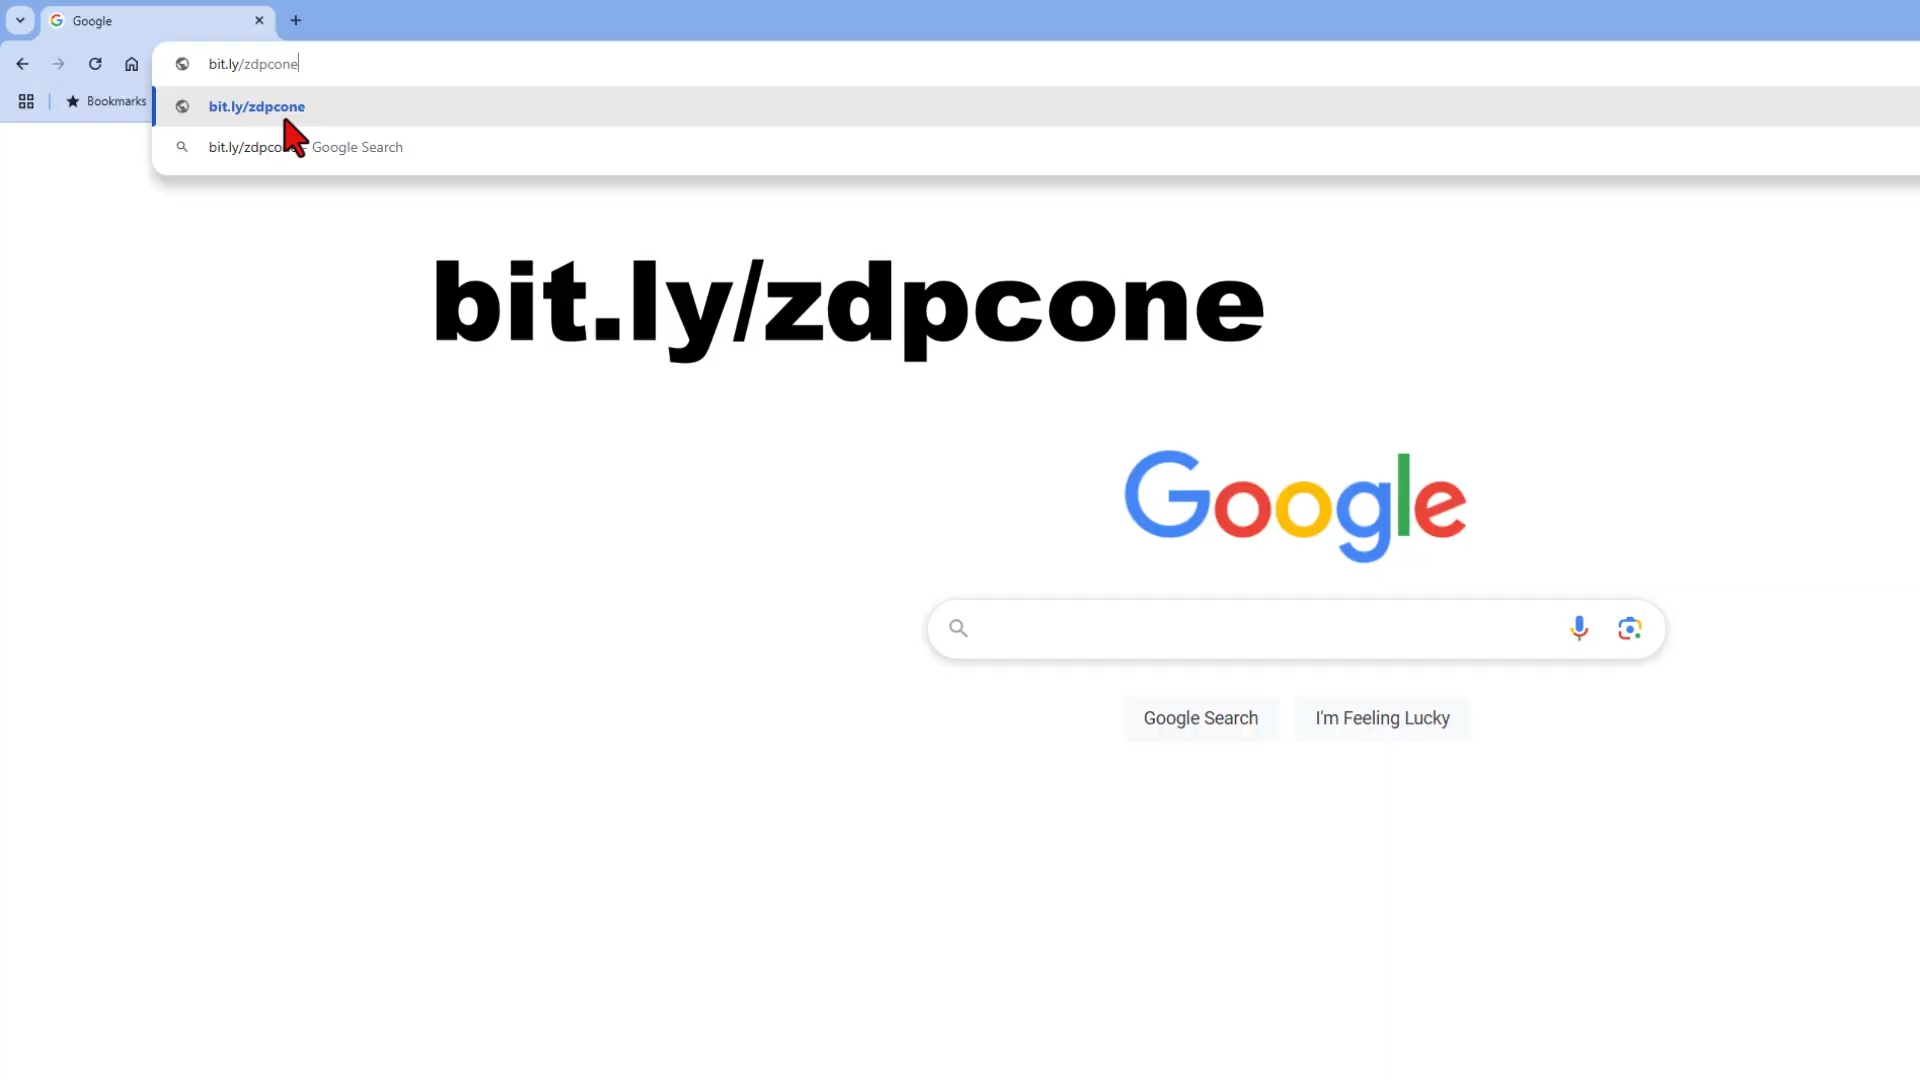 Google
bit.ly/zdpcone
Bookmarks
bit.ly/zdpcone
bit.ly/zdpco - Google Search
bit.ly/zdpcone
Google
Google Search
I'm Feeling Lucky